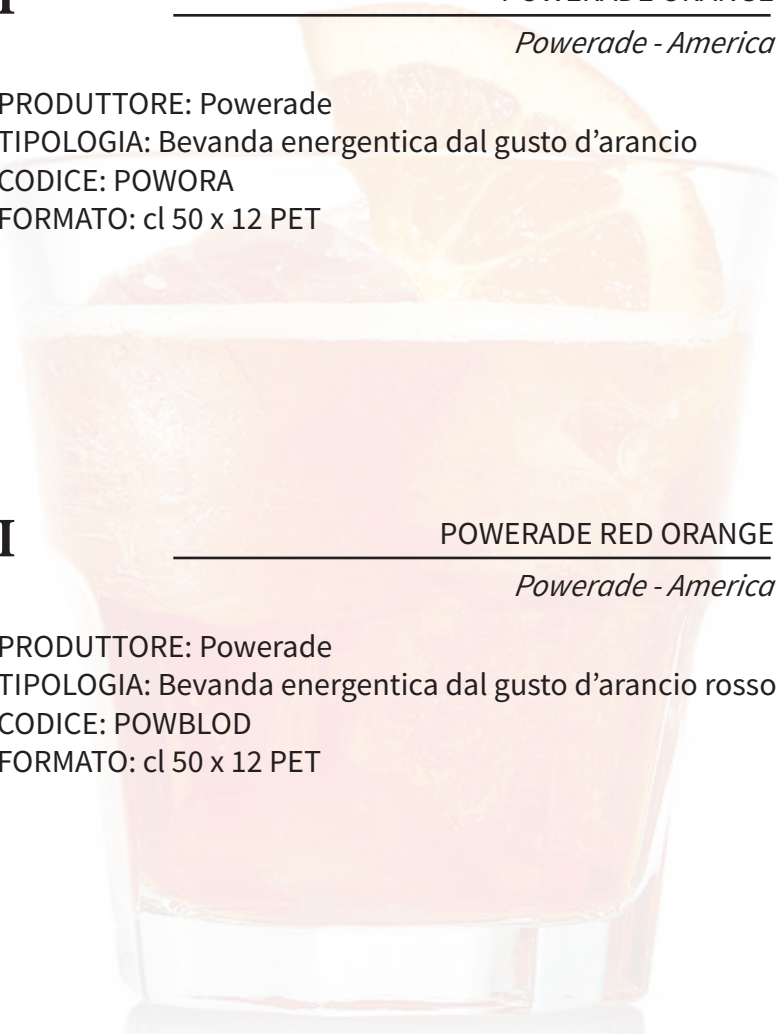 I
POWERADE ORANGE
Powerade - America
PRODUTTORE: Powerade
TIPOLOGIA: Bevanda energentica dal gusto d’arancio
CODICE: POWORA
FORMATO: cl 50 x 12 PET
I
POWERADE RED ORANGE
Powerade - America
PRODUTTORE: Powerade
TIPOLOGIA: Bevanda energentica dal gusto d’arancio rosso
CODICE: POWBLOD
FORMATO: cl 50 x 12 PET